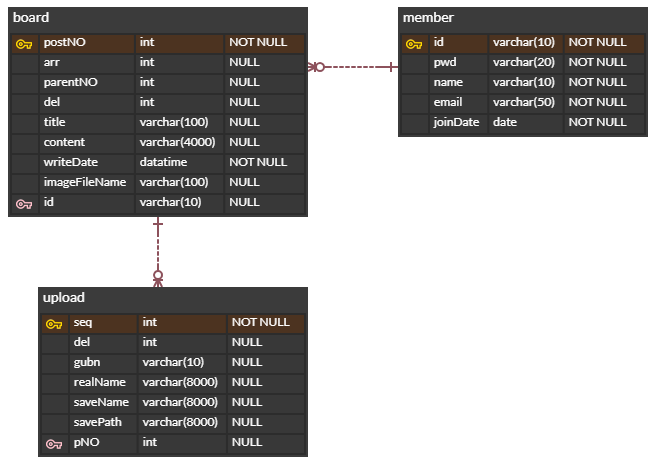 board
postNO int NOT NULL
arr int NULL
parentNO int NULL
del int NULL
title varchar(100) NULL
content varchar(4000) NULL
writeDate datatime NOT NULL
imageFileName varchar(100) NULL
id varchar(10) NULL
member
id varchar(10) NOT NULL
pwd varchar(20) NOT NULL
name varchar(10) NOT NULL
email varchar(50) NOT NULL
joinDate date NOT NULL
upload
seq int NOT NULL
del int NULL
gubn varchar(10) NULL
realName varchar(8000) NULL
saveName varchar(8000) NULL
savePath varchar(8000) NULL
pNO int NULL